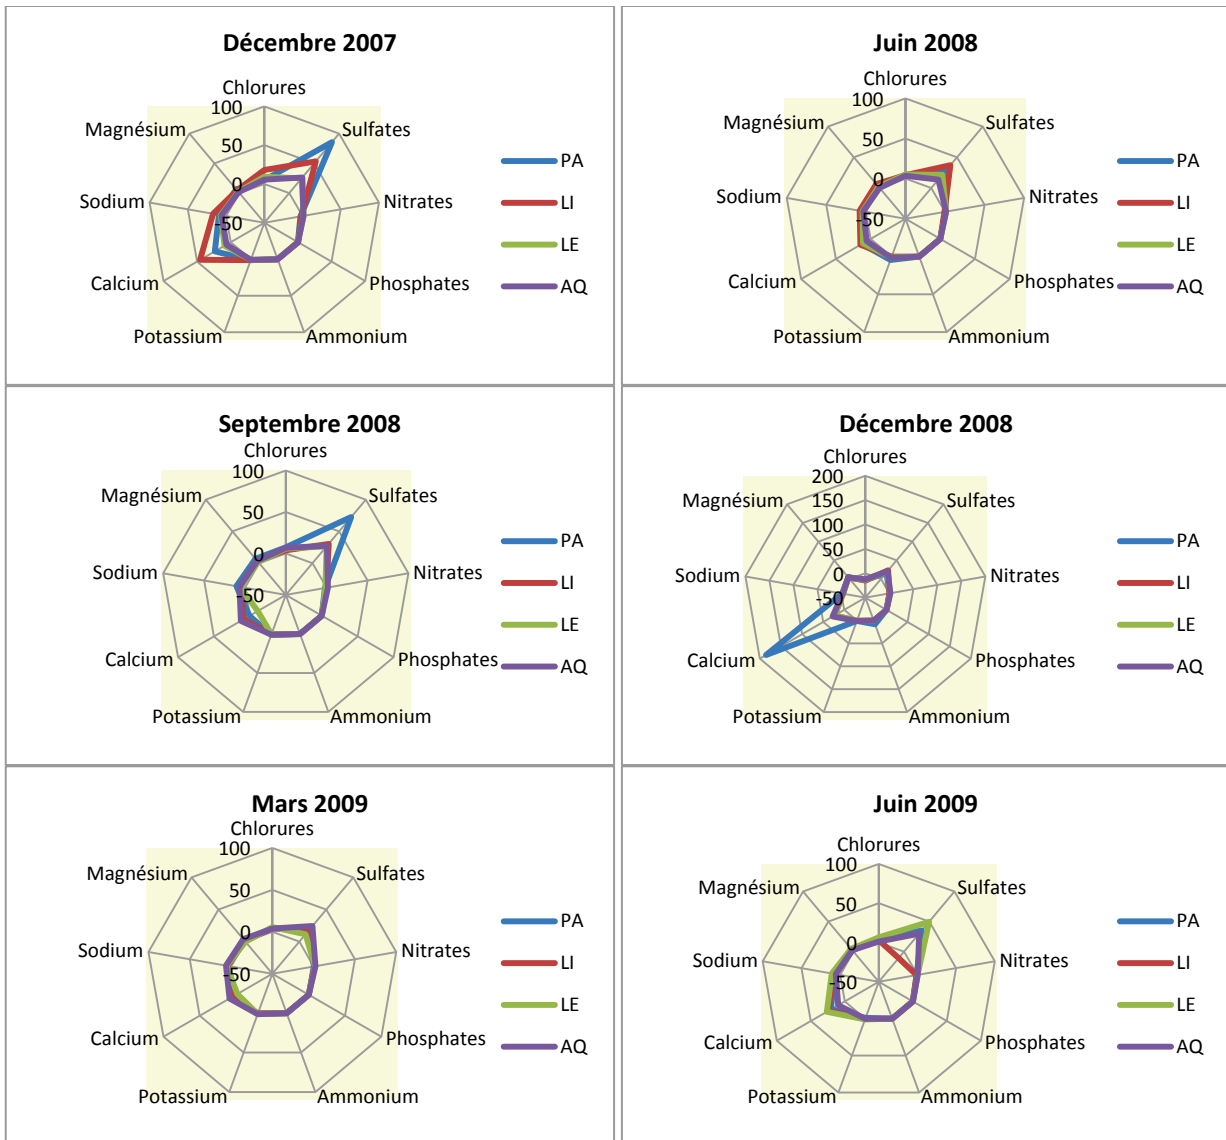 Décembre 2007
Chlorures
100
Magnésium
Sulfates
50
PA
0
Sodium
Nitrates
LI
-50
LE
Calcium
Phosphates
AQ
Potassium
Ammonium
Juin 2008
Chlorures
100
Magnésium
Sulfates
50
PA
0
Sodium
Nitrates
LI
-50
LE
Calcium
Phosphates
AQ
Potassium
Ammonium
Septembre 2008
Chlorures
100
Magnésium
Sulfates
50
PA
0
Sodium
Nitrates
LI
-50
LE
Calcium
Phosphates
AQ
Potassium
Ammonium
Décembre 2008
Chlorures
200
Magnésium
Sulfates
150
100
PA
50
0
Sodium
Nitrates
LI
-50
LE
Calcium
Phosphates
AQ
Potassium
Ammonium
Mars 2009
Chlorures
100
Magnésium
Sulfates
50
PA
0
Sodium
Nitrates
LI
-50
LE
Calcium
Phosphates
AQ
Potassium
Ammonium
Juin 2009
Chlorures
100
Magnésium
Sulfates
50
PA
0
Sodium
Nitrates
LI
-50
LE
Calcium
Phosphates
AQ
Potassium
Ammonium